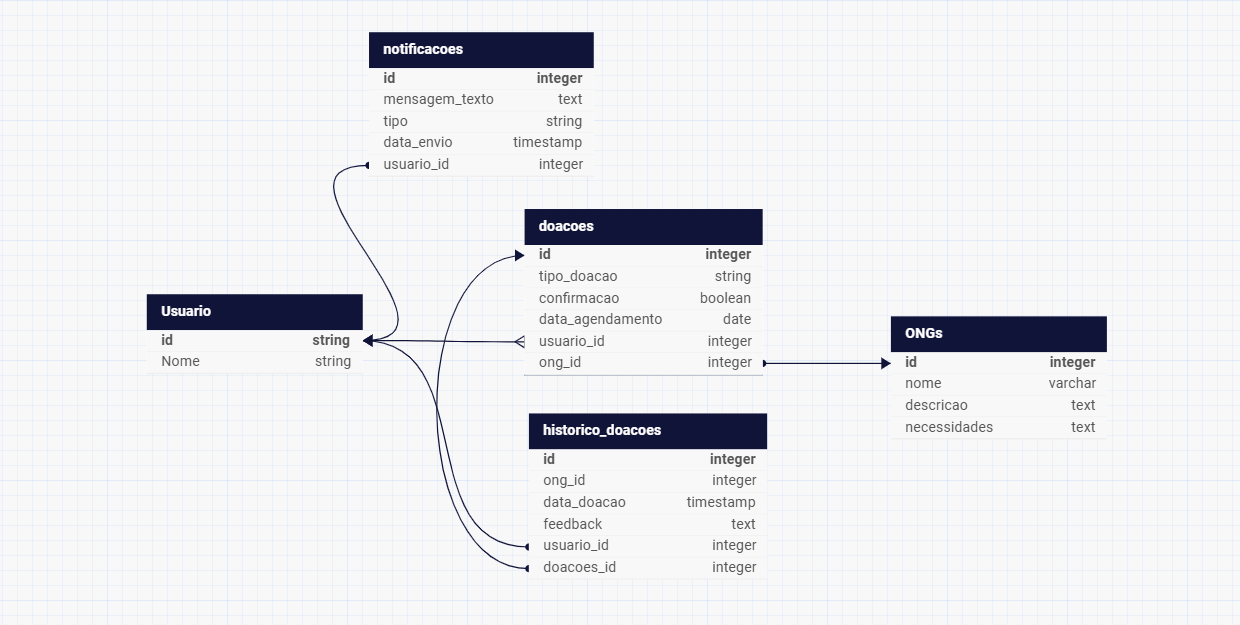 notificacoes
id integer
mensagem_texto text
tipo string
data_envio timestamp
usuario_id integer
doacoes
id integer
tipo_doacao string
confirmacao boolean
data_agendamento date
usuario_id integer
ong_id integer
Usuario
id string
Nome string
ONGs
id integer
nome varchar
descricao text
necessidades text
historico_doacoes
id integer
ong_id integer
data_doacao timestamp
feedback text
usuario_id integer
doacoes_id integer